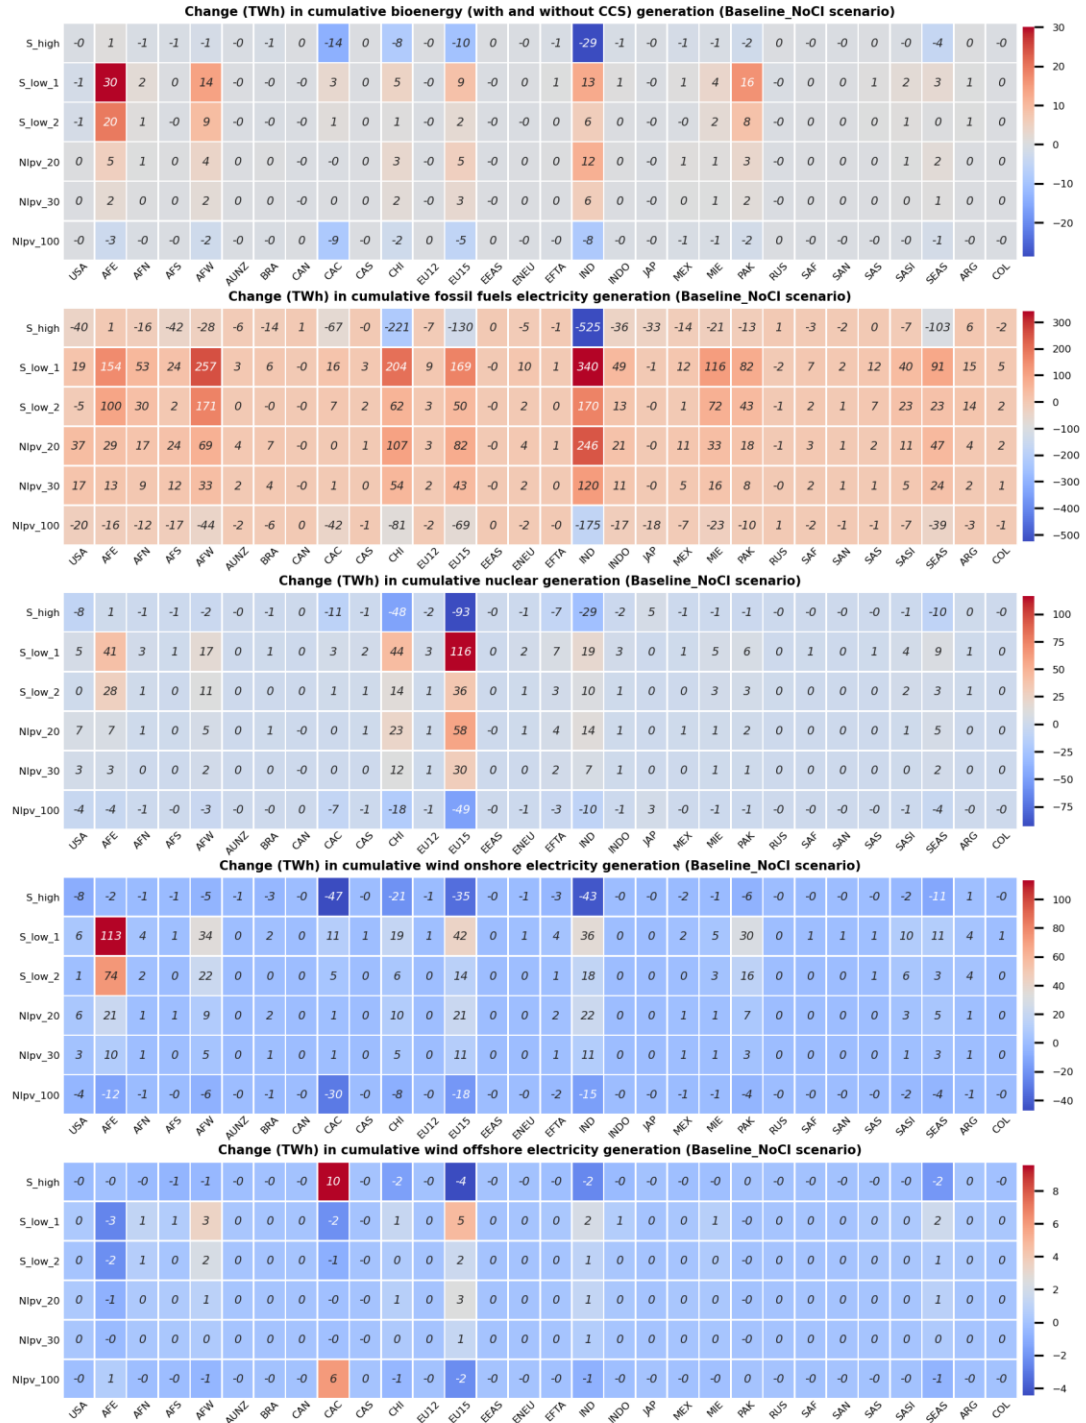 Change (TWh) in cumulative bioenergy (with and without CCS) generation (Baseline_NoCI scenario)
S_high -0 1 -1 -1 -1 -0 -1 0 -14 0 -8 -0 -10 0 -0 -1 -29 -1 -0 -1 -1 -2 0 -0 -0 0 -0 -4 0 -0
S_low_1 -1 30 2 0 14 -0 -0 -0 3 0 5 0 9 0 0 1 13 1 0 1 4 16 -0 0 0 1 2 3 1 0
S_low_2 -1 20 1 -0 9 -0 -0 -0 1 0 1 0 2 -0 0 0 6 0 -0 -0 2 8 -0 0 0 0 1 0 1 0
NIpv_20 0 5 1 0 4 0 0 -0 -0 0 3 0 5 -0 0 0 12 0 -0 1 1 3 -0 0 0 0 1 2 0 0
NIpv_30 0 2 0 0 2 0 0 -0 0 0 2 0 3 -0 0 0 6 0 -0 0 1 2 -0 0 0 0 0 1 0 0
NIpv_100 -0 -3 -0 -0 -2 -0 -0 0 -9 -0 -2 0 -5 0 -0 -0 -8 -0 -0 -0 -1 -2 0 -0 -0 -0 -0 -1 -0 -0
USA AFE AFN AFS AFW AUNZ BRA CAN CAC CAS CHI EU12 EU15 EEAS ENEU EFTA IND INDO JAP MEX MIE PAK RUS SAF SAN SAS SASI SEAS ARG COL
30
20
10
0
−10
−20
Change (TWh) in cumulative fossil fuels electricity generation (Baseline_NoCI scenario)
S_high -40 1 -16 -42 -28 -6 -14 1 -67 -0 -221 -7 -130 0 -5 -1 -525 -36 -33 -14 -21 -13 1 -3 -2 0 -7 -103 6 -2
S_low_1 19 154 53 24 257 3 6 -0 16 3 204 9 169 -0 10 1 340 49 -1 12 116 82 -2 7 2 12 40 91 15 5
S_low_2 -5 100 30 2 171 0 -0 -0 7 2 62 3 50 -0 2 0 170 13 -0 1 72 43 -1 2 1 7 23 23 14 2
NIpv_20 37 29 17 24 69 4 7 -0 0 1 107 3 82 -0 4 1 246 21 -0 11 33 18 -1 3 1 2 11 47 4 2
NIpv_30 17 13 9 12 33 2 4 -0 1 0 54 2 43 -0 2 0 120 11 -0 5 16 8 -0 2 1 1 5 24 2 1
NIpv_100 -20 -16 -12 -17 -44 -2 -6 0 -42 -1 -81 -2 -69 0 -2 -0 -175 -17 -18 -7 -23 -10 1 -2 -1 -1 -7 -39 -3 -1
USA AFE AFN AFS AFW AUNZ BRA CAN CAC CAS CHI EU12 EU15 EEAS ENEU EFTA IND INDO JAP MEX MIE PAK RUS SAF SAN SAS SASI SEAS ARG COL
300
200
100
0
−100
−200
−300
−400
−500
Change (TWh) in cumulative nuclear generation (Baseline_NoCI scenario)
S_high -8 1 -1 -1 -2 -0 -1 0 -11 -1 -48 -2 -93 -0 -1 -7 -29 -2 5 -1 -1 -1 -0 -0 -0 -0 -1 -10 0 -0
S_low_1 5 41 3 1 17 0 1 0 3 2 44 3 116 -0 2 7 19 3 0 1 5 6 0 1 0 1 4 9 1 0
S_low_2 0 28 1 0 11 0 0 0 1 1 14 1 36 -0 1 3 10 1 0 0 3 3 0 0 0 0 2 3 1 0
NIpv_20 7 7 1 0 5 0 1 -0 0 1 23 1 58 -0 1 4 14 1 0 1 1 2 0 0 0 0 1 5 0 0
NIpv_30 3 3 0 0 2 0 0 -0 0 0 12 1 30 -0 0 2 7 1 0 0 1 1 0 0 0 0 0 2 0 0
NIpv_100 -4 -4 -1 -0 -3 -0 -0 0 -7 -1 -18 -1 -49 -0 -1 -3 -10 -1 3 -0 -1 -1 -0 -0 -0 -0 -1 -4 -0 -0
USA AFE AFN AFS AFW AUNZ BRA CAN CAC CAS CHI EU12 EU15 EEAS ENEU EFTA IND INDO JAP MEX MIE PAK RUS SAF SAN SAS SASI SEAS ARG COL
100
75
50
25
0
−25
−50
−75
Change (TWh) in cumulative wind onshore electricity generation (Baseline_NoCI scenario)
S_high -8 -2 -1 -1 -5 -1 -3 -0 -47 -0 -21 -1 -35 -0 -1 -3 -43 -0 -0 -2 -1 -6 -0 -0 -0 -0 -2 -11 1 -0
S_low_1 6 113 4 1 34 0 2 0 11 1 19 1 42 0 1 4 36 0 0 2 5 30 0 1 1 1 10 11 4 1
S_low_2 1 74 2 0 22 0 0 0 5 0 6 0 14 0 0 2 18 0 0 0 3 16 0 0 0 1 6 3 4 0
NIpv_20 6 21 1 1 9 0 2 0 1 0 10 0 21 0 0 2 22 0 0 1 1 7 0 0 0 0 3 5 1 0
NIpv_30 3 10 1 0 5 0 1 0 1 0 5 0 11 0 0 1 11 0 0 1 1 3 0 0 0 0 1 3 1 0
NIpv_100 -4 -12 -1 -0 -6 -0 -1 -0 -30 -0 -8 -0 -18 -0 -0 -2 -15 -0 -0 -1 -1 -4 -0 -0 -0 -0 -2 -4 -1 -0
USA AFE AFN AFS AFW AUNZ BRA CAN CAC CAS CHI EU12 EU15 EEAS ENEU EFTA IND INDO JAP MEX MIE PAK RUS SAF SAN SAS SASI SEAS ARG COL
100
80
60
40
20
0
−20
−40
Change (TWh) in cumulative wind offshore electricity generation (Baseline_NoCI scenario)
S_high -0 -0 -0 -1 -1 -0 -0 -0 10 -0 -2 -0 -4 -0 -0 -0 -2 -0 -0 -0 -0 -0 -0 -0 -0 -0 -0 -2 -0 -0
S_low_1 0 -3 1 1 3 0 0 0 -2 -0 1 0 5 0 0 0 2 1 0 0 1 -0 0 0 0 0 0 2 0 0
S_low_2 0 -2 1 0 2 0 0 0 -1 0 0 0 2 0 0 0 1 0 0 0 0 -0 0 0 0 0 0 1 0 0
NIpv_20 0 -1 0 0 1 0 0 0 0 0 1 0 3 0 0 0 1 0 0 0 0 -0 0 0 0 0 0 1 0 0
NIpv_30 0 -0 0 0 0 0 0 0 -0 -0 0 0 1 0 0 0 1 0 0 0 0 -0 0 0 0 0 0 0 0 0
NIpv_100 -0 1 -0 -0 -1 -0 -0 -0 6 0 -1 -0 -2 -0 -0 -0 -1 -0 -0 -0 -0 0 -0 -0 -0 -0 -0 -1 -0 -0
USA AFE AFN AFS AFW AUNZ BRA CAN CAC CAS CHI EU12 EU15 EEAS ENEU EFTA IND INDO JAP MEX MIE PAK RUS SAF SAN SAS SASI SEAS ARG COL
8
6
4
2
0
−2
−4